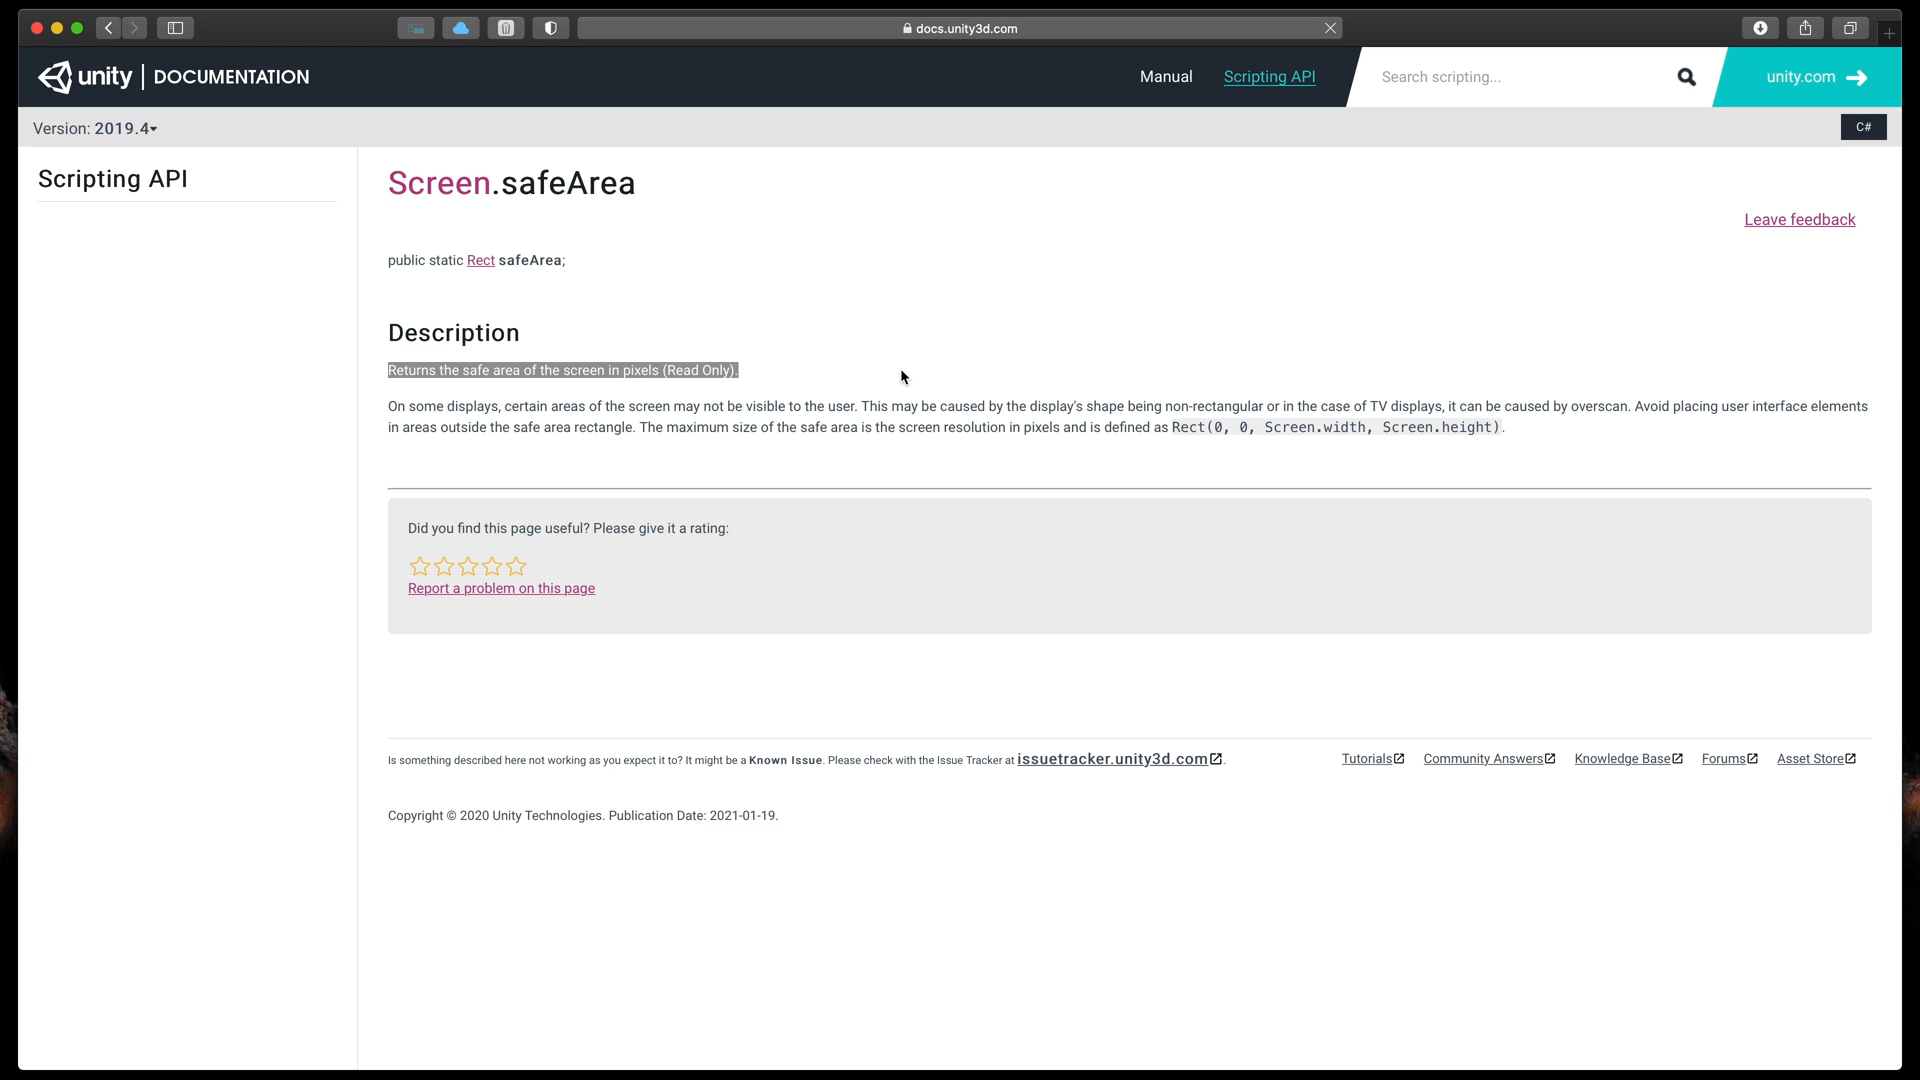 docs.unity3d.com
unity | DOCUMENTATION
Manual
Scripting API
Search scripting...
unity.com
Version: 2019.4
C#
Scripting API
Screen.safeArea
Leave feedback
public static Rect safeArea;
Description
Returns the safe area of the screen in pixels (Read Only).
On some displays, certain areas of the screen may not be visible to the user. This may be caused by the display's shape being non-rectangular or in the case of TV displays, it can be caused by overscan. Avoid placing user interface elements
in areas outside the safe area rectangle. The maximum size of the safe area is the screen resolution in pixels and is defined as Rect(0, 0, Screen.width, Screen.height).
Did you find this page useful? Please give it a rating:
Report a problem on this page
Is something described here not working as you expect it to? It might be a Known Issue. Please check with the Issue Tracker at issuetracker.unity3d.com.
Tutorials
Community Answers
Knowledge Base
Forums
Asset Store
Copyright © 2020 Unity Technologies. Publication Date: 2021-01-19.